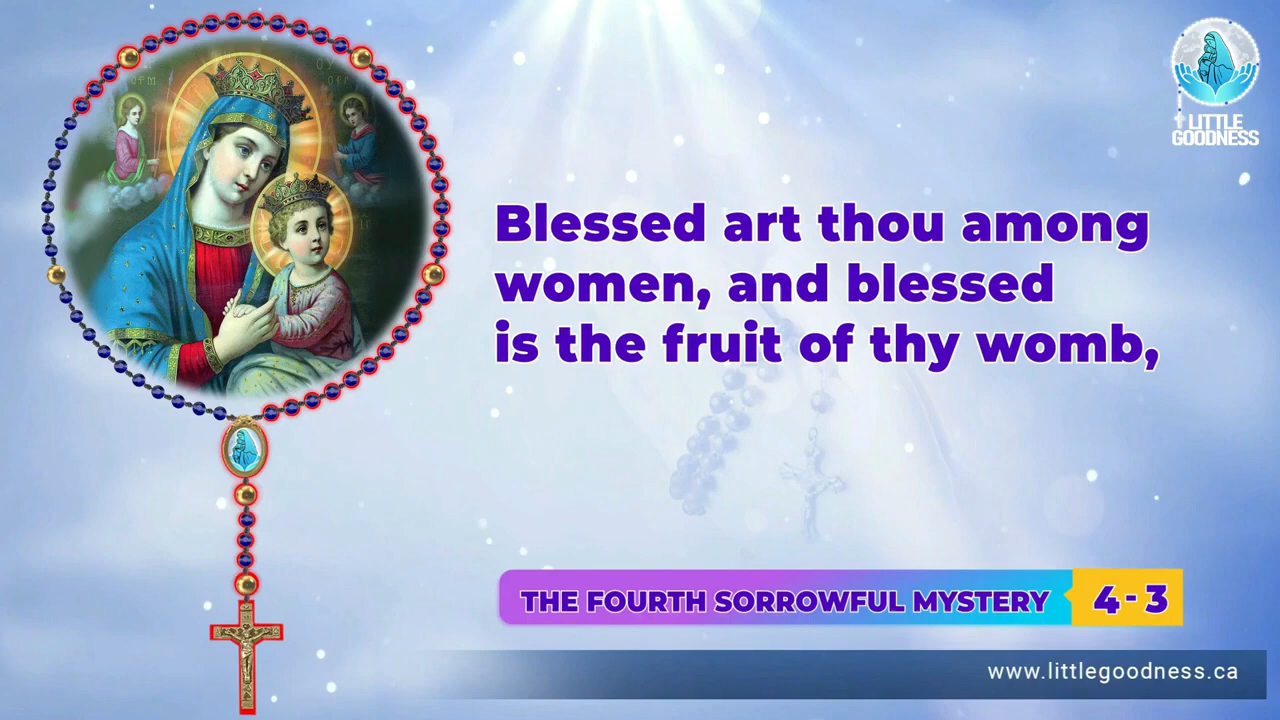 LITTLE
GOODNESS
Blessed art thou among
women, and blessed
is the fruit of thy womb,
THE FOURTH SORROWFUL MYSTERY 4 - 3
www.littlegoodness.ca